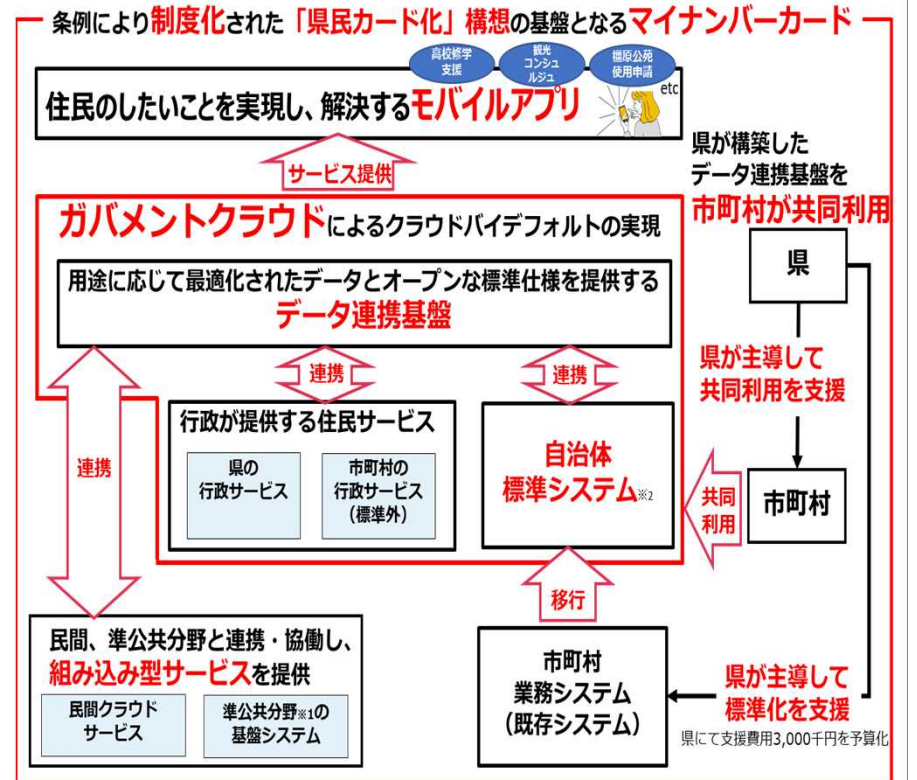 条例により制度化された「県民カード化」構想の基盤となるマイナンバーカード
高校修学
支援
観光
コンシュ
ルジュ
橿原公苑
使用申請
etc
住民のしたいことを実現し、解決するモバイルアプリ
サービス提供
県が構築した
データ連携基盤を
市町村が共同利用
ガバメントクラウドによるクラウドバイデフォルトの実現
用途に応じて最適化されたデータとオープンな標準仕様を提供する
データ連携基盤
県
県が主導して
共同利用を支援
連携
連携
連携
行政が提供する住民サービス
県の
行政サービス
市町村の
行政サービス
(標準外)
自治体
標準システム※2
共同
利用
市町村
移行
民間、準公共分野と連携・協働し、
組み込み型サービスを提供
民間クラウド
サービス
準公共分野※1の
基盤システム
市町村
業務システム
(既存システム)
県が主導して
標準化を支援
県にて支援費用3,000千円を予算化